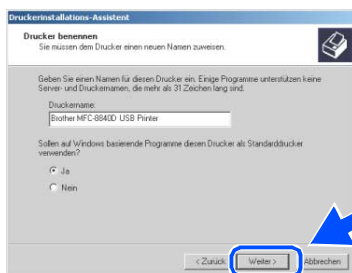 Druckerinstallations-Assistent
Drucker benennen
Sie müssen dem Drucker einen neuen Namen zuweisen.
Geben Sie einen Namen für diesen Drucker ein. Einige Programme unterstützen keine
Server- und Druckernamen, die mehr als 31 Zeichen lang sind.
Druckername:
Brother MFC-8840D USB Printer
Sollen auf Windows basierende Programme diesen Drucker als Standarddrucker
verwenden?
Ja
Nein
< Zurück Weiter > Abbrechen